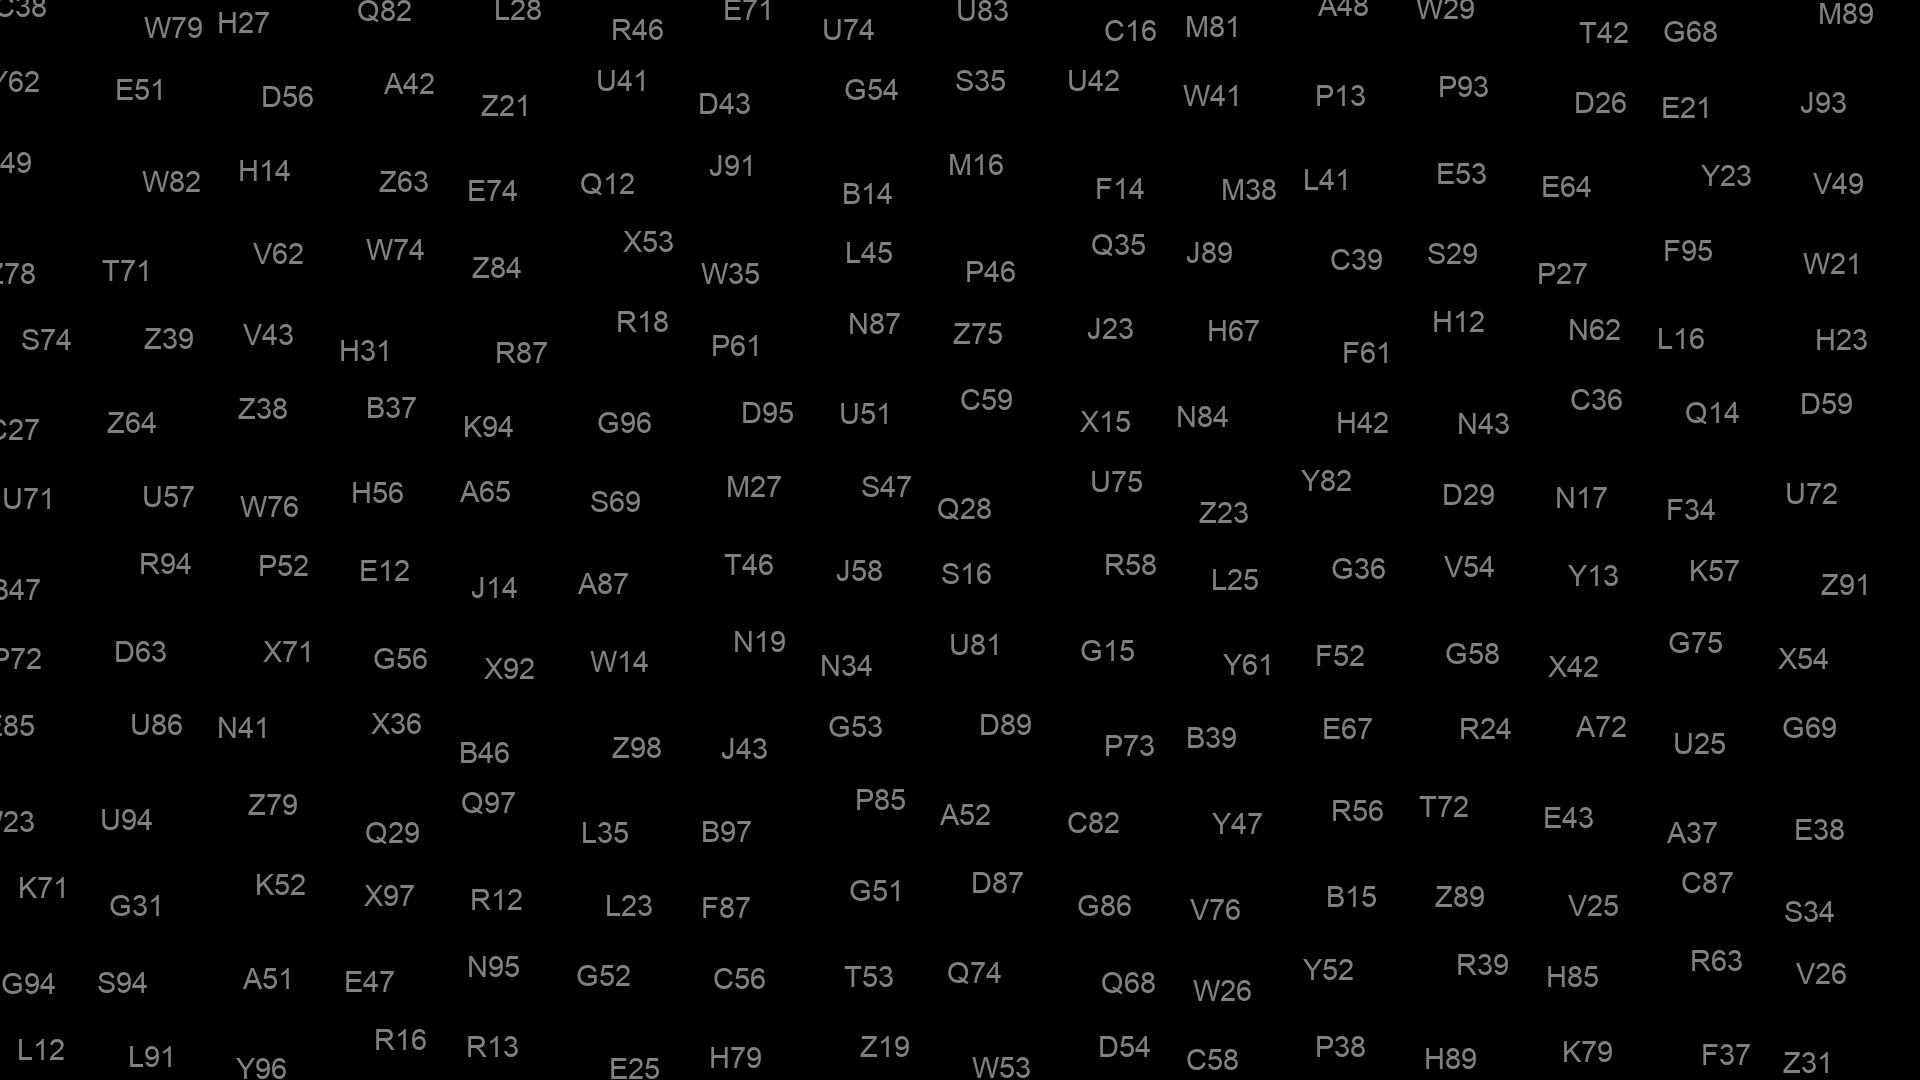 C38 W79 H27 Q82 L28 R46 E71 U74 U83 C16 M81 A48 W29 T42 G68 M89
Y62 E51 D56 A42 Z21 U41 D43 G54 S35 U42 W41 P13 P93 D26 E21 J93
49 W82 H14 Z63 E74 Q12 J91 B14 M16 F14 M38 L41 E53 E64 Y23 V49
Z78 T71 V62 W74 Z84 X53 W35 L45 P46 Q35 J89 C39 S29 P27 F95 W21
S74 Z39 V43 H31 R87 R18 P61 N87 Z75 J23 H67 F61 H12 N62 L16 H23
C27 Z64 Z38 B37 K94 G96 D95 U51 C59 X15 N84 H42 N43 C36 Q14 D59
U71 U57 W76 H56 A65 S69 M27 S47 Q28 U75 Z23 Y82 D29 N17 F34 U72
B47 R94 P52 E12 J14 A87 T46 J58 S16 R58 L25 G36 V54 Y13 K57 Z91
P72 D63 X71 G56 X92 W14 N19 N34 U81 G15 Y61 F52 G58 X42 G75 X54
E85 U86 N41 X36 B46 Z98 J43 G53 D89 P73 B39 E67 R24 A72 U25 G69
23 U94 Z79 Q29 Q97 L35 B97 P85 A52 C82 Y47 R56 T72 E43 A37 E38
K71 G31 K52 X97 R12 L23 F87 G51 D87 G86 V76 B15 Z89 V25 C87 S34
G94 S94 A51 E47 N95 G52 C56 T53 Q74 Q68 W26 Y52 R39 H85 R63 V26
L12 L91 Y96 R16 R13 E25 H79 Z19 W53 D54 C58 P38 H89 K79 F37 Z31